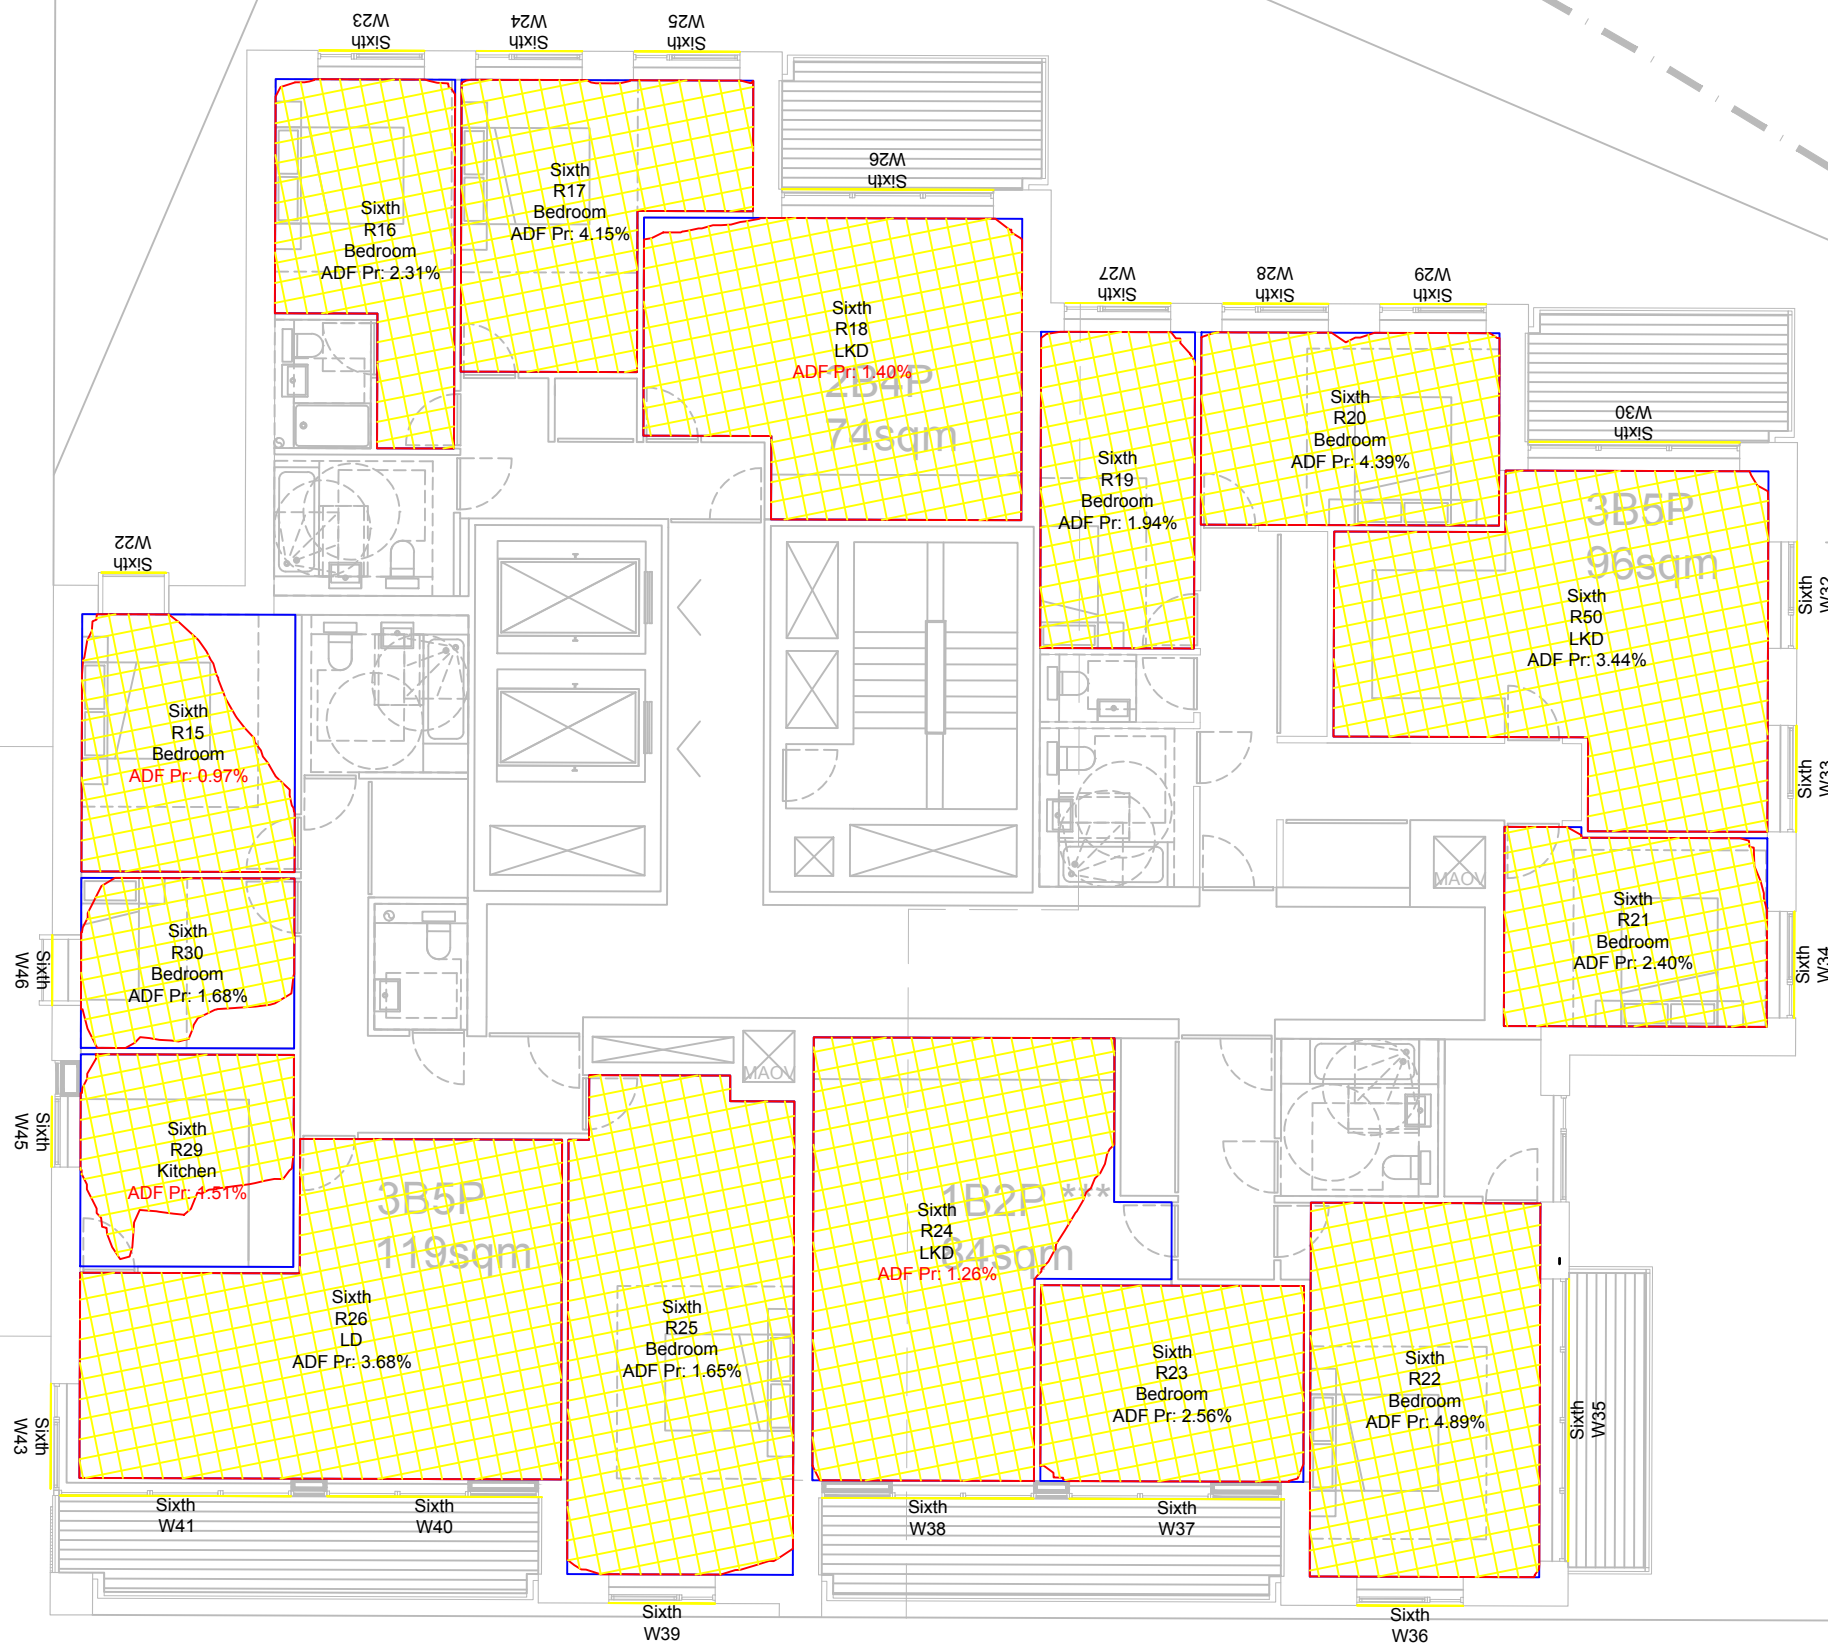 W23
Sixth
W24
Sixth
W25
Sixth
W26
Sixth
Sixth
R16
Bedroom
ADF Pr: 2.31%
Sixth
R17
Bedroom
ADF Pr: 4.15%
Sixth
R18
LKD
ADF Pr: 1.40%
2B4P
74sqm
W27
Sixth
W28
Sixth
W29
Sixth
W30
Sixth
Sixth
R19
Bedroom
ADF Pr: 1.94%
Sixth
R20
Bedroom
ADF Pr: 4.39%
3B5P
96sqm
Sixth
R50
LKD
ADF Pr: 3.44%
Sixth
W32
Sixth
W33
W22
Sixth
Sixth
R15
Bedroom
ADF Pr: 0.97%
MAOV
Sixth
R21
Bedroom
ADF Pr: 2.40%
Sixth
W34
Sixth
W46
Sixth
R30
Bedroom
ADF Pr: 1.68%
Sixth
W45
Sixth
R29
Kitchen
ADF Pr: 1.51%
MAOV
3B5P
119sqm
Sixth
R26
LD
ADF Pr: 3.68%
Sixth
R25
Bedroom
ADF Pr: 1.65%
1B2P ***
Sixth
R24
LKD
ADF Pr: 1.26%
Sixth
R23
Bedroom
ADF Pr: 2.56%
Sixth
R22
Bedroom
ADF Pr: 4.89%
Sixth
W35
Sixth
W43
Sixth
W41
Sixth
W40
Sixth
W38
Sixth
W37
Sixth
W39
Sixth
W36